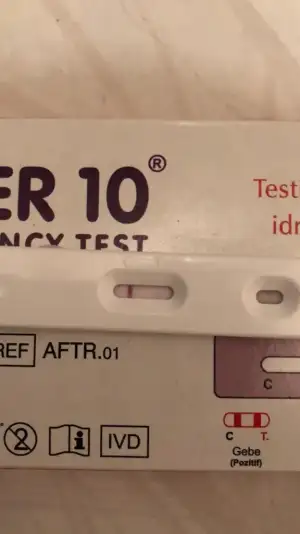 ER 10®
NCY TEST
Test
idr
REF AFTR.01
C
IVD
C T.
Gebe
(Pozitif)